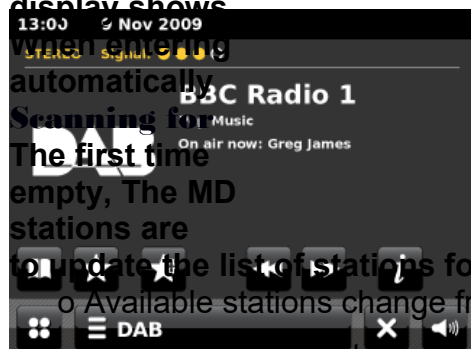 display shows
13:00 9 Nov 2009
When entering
STEREO Signal:
automatically
BBC Radio 1
Scanning for
Music
DAB
The first time
On air now: Greg James
empty, The MD
stations are
to update the list of stations
o Available stations change
DAB